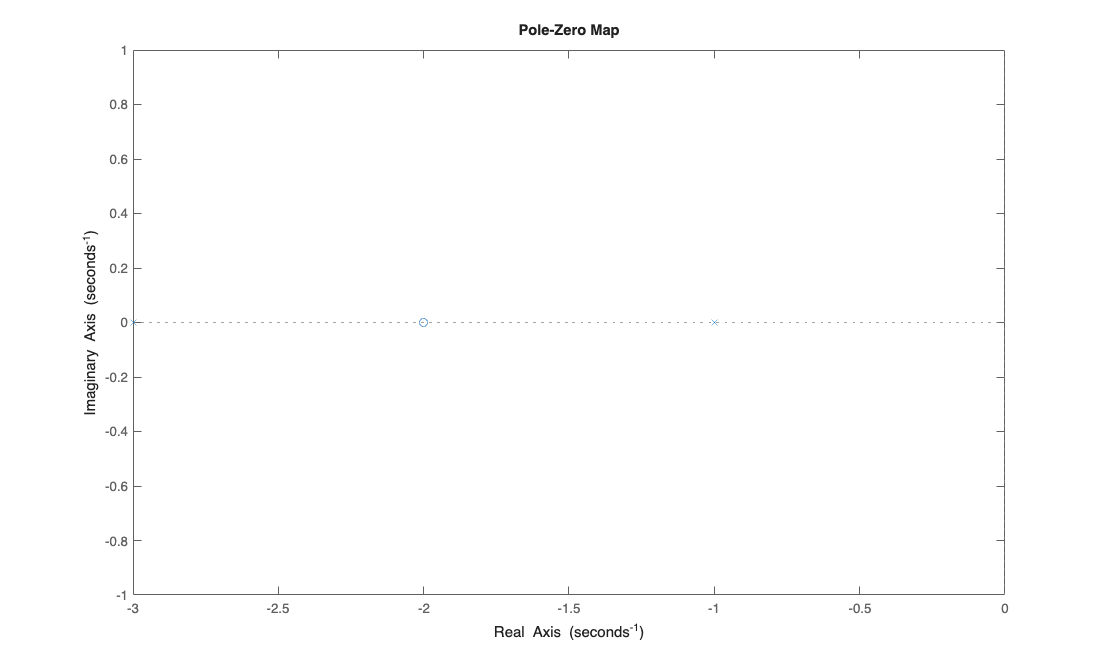 Pole-Zero Map
1
0.8
0.6
0.4
0.2
0
-0.2
-0.4
-0.6
-0.8
-1
Imaginary Axis (seconds⁻¹)
-3 -2.5 -2 -1.5 -1 -0.5 0
Real Axis (seconds⁻¹)